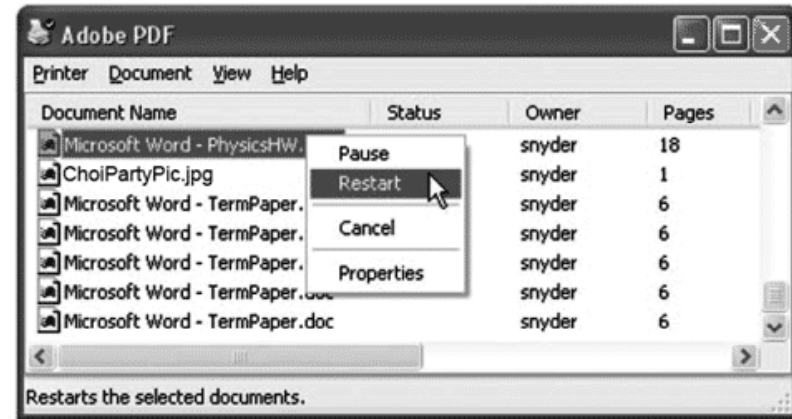 Adobe PDF
Printer Document View Help
Document Name Status Owner Pages
Microsoft Word - PhysicsHW. snyder 18
ChoiPartyPic.jpg snyder 1
Microsoft Word - TermPaper. snyder 6
Microsoft Word - TermPaper. snyder 6
Microsoft Word - TermPaper. snyder 6
Microsoft Word - TermPaper.doc snyder 6
Microsoft Word - TermPaper.doc snyder 6
Pause
Restart
Cancel
Properties
Restarts the selected documents.